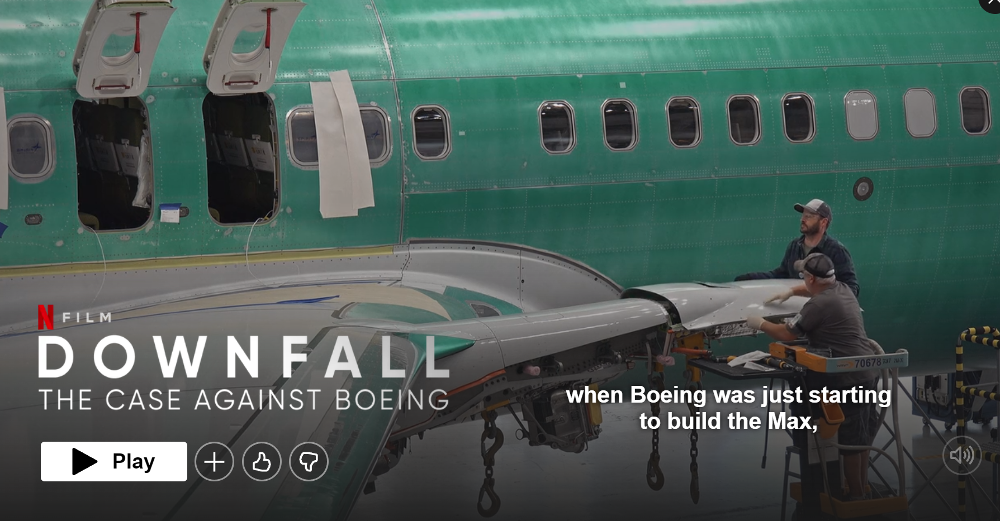 N FILM
DOWNFALL
THE CASE AGAINST BOEING
when Boeing was just starting
to build the Max,
Play
70678